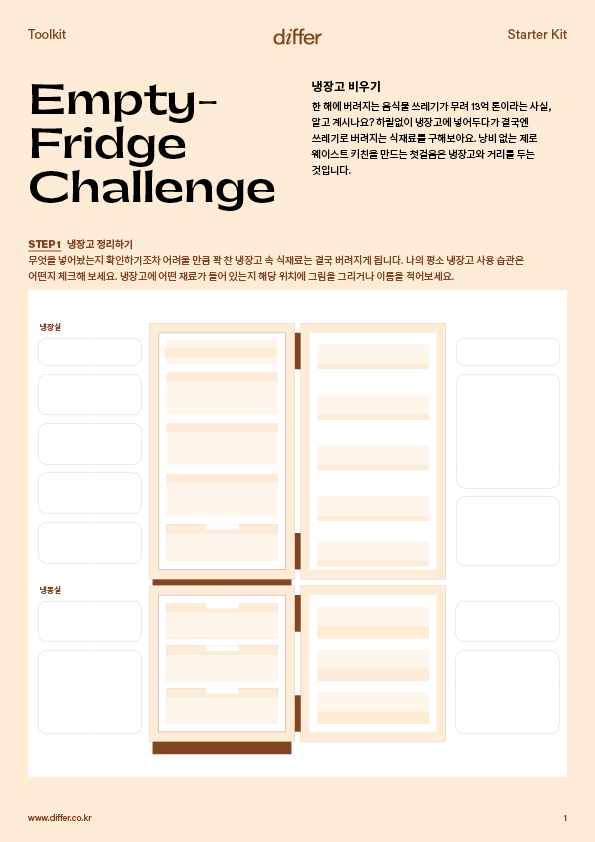 Toolkit
differ
Starter Kit
Empty-
Fridge
Challenge
냉장고 비우기
한 해에 버려지는 음식물 쓰레기가 무려 13억 톤이라는 사실,
알고 계시나요? 하릴없이 냉장고에 넣어두다가 결국엔
쓰레기로 버려지는 식재료를 구해보아요. 낭비 없는 제로
웨이스트 키친을 만드는 첫걸음은 냉장고와 거리를 두는
것입니다.
STEP 1 냉장고 정리하기
무엇을 넣어놨는지 확인하기조차 어려울 만큼 꽉 찬 냉장고 속 식재료는 결국 버려지게 됩니다. 나의 평소 냉장고 사용 습관은
어떤지 체크해 보세요. 냉장고에 어떤 재료가 들어 있는지 해당 위치에 그림을 그리거나 이름을 적어보세요.
냉장실
냉동실
www.differ.co.kr
1